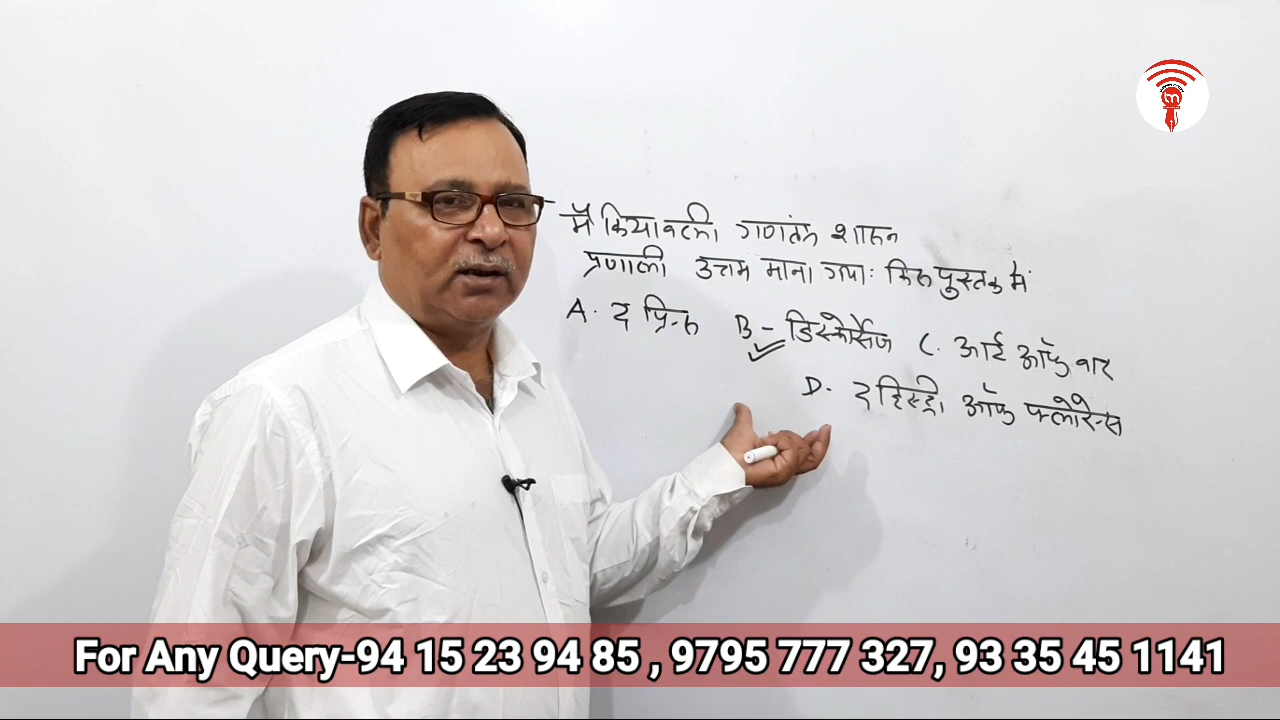 मैकियावली गणतंत्र शासन
प्रणाली उत्तम माना गया: किस पुस्तक में
A. द प्रिन्स B - डिस्कोर्सेज C. आर्ट ऑफ वार
D. द हिस्ट्री ऑफ फ्लोरेन्स
For Any Query-94 15 23 94 85 , 9795 777 327, 93 35 45 1141